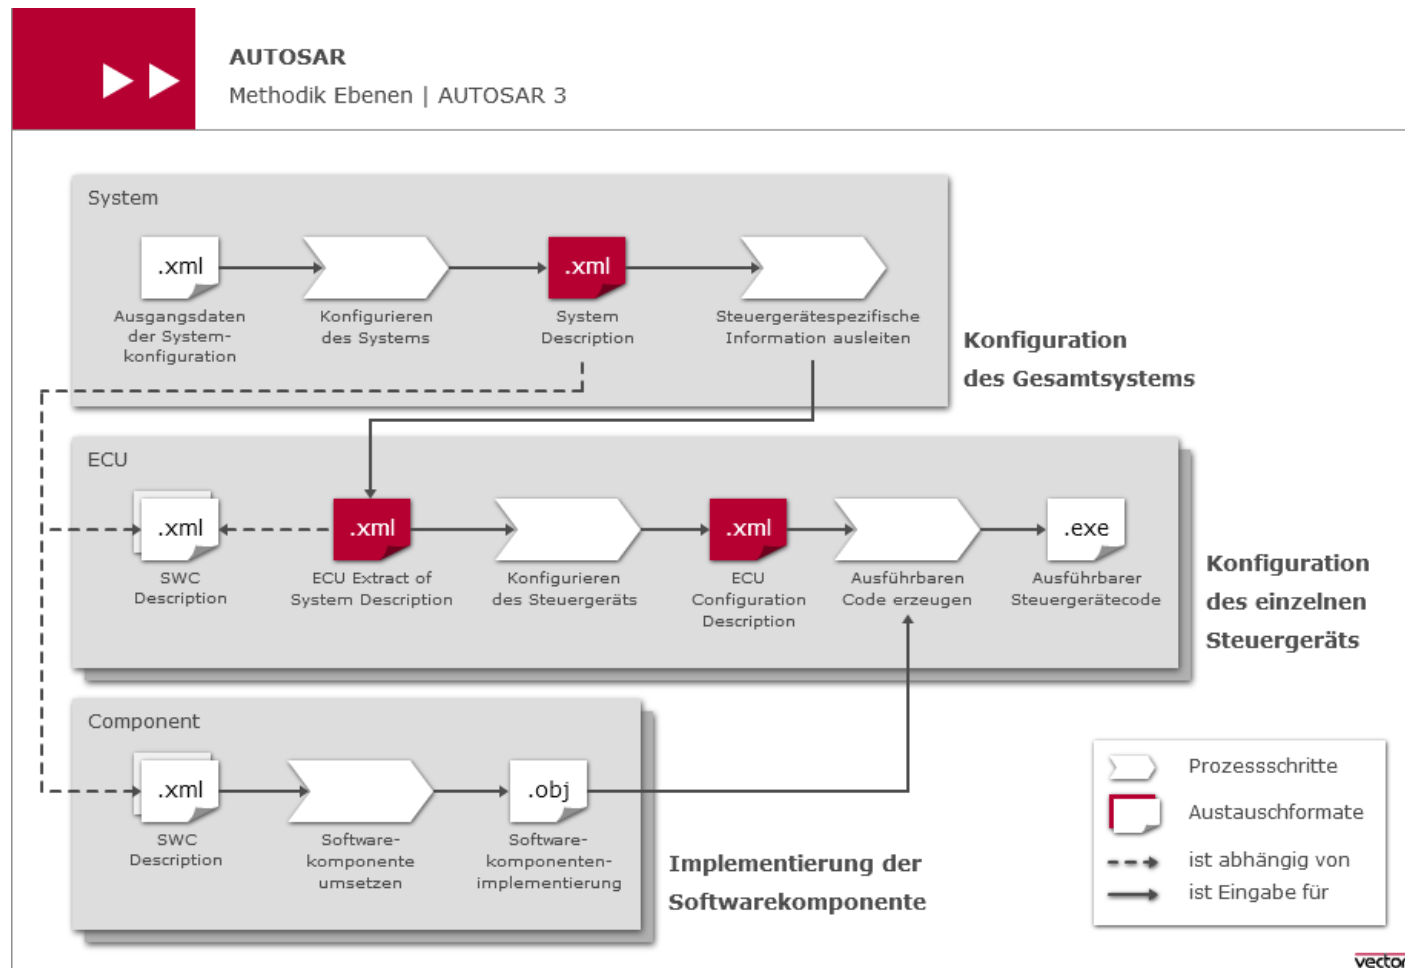 AUTOSAR
Methodik Ebenen | AUTOSAR 3
System
.xml
.xml
Ausgangsdaten
der System-
konfiguration
Konfigurieren
des Systems
System
Description
Steuergerätespezifische
Information ausleiten
Konfiguration
des Gesamtsystems
ECU
.xml
.xml
.xml
.exe
SWC
Description
ECU Extract of
System Description
Konfigurieren
des Steuergeräts
ECU
Configuration
Description
Ausführbaren
Code erzeugen
Ausführbarer
Steuergerätecode
Konfiguration
des einzelnen
Steuergeräts
Component
.xml
.obj
SWC
Description
Software-
komponente
umsetzen
Software-
komponenten-
implementierung
Implementierung der
Softwarekomponente
Prozessschritte
Austauschformate
ist abhängig von
ist Eingabe für
vector